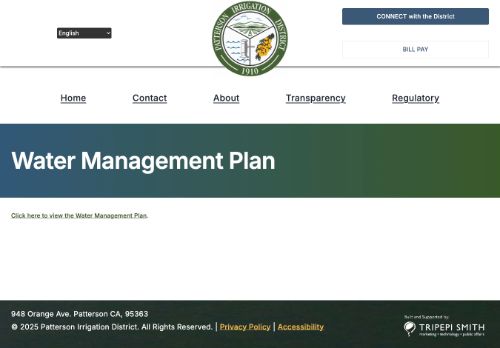 English
PATTERSON IRRIGATION DISTRICT
1910
CONNECT with the District
BILL PAY
Home
Contact
About
Transparency
Regulatory
Water Management Plan
Click here to view the Water Management Plan.
948 Orange Ave. Patterson CA, 95363
© 2025 Patterson Irrigation District. All Rights Reserved. | Privacy Policy | Accessibility
Built and Supported by:
TRIPEPI SMITH
marketing • technology • public affairs